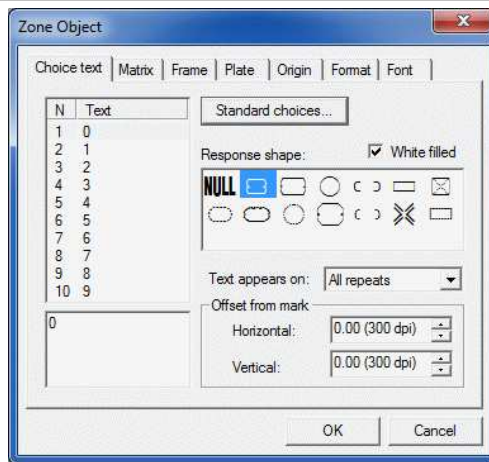 Zone Object
Choice text Matrix Frame Plate Origin Format Font
N Text
1 0
2 1
3 2
4 3
5 4
6 5
7 6
8 7
9 8
10 9
0
Standard choices...
Response shape:
White filled
NULL
Text appears on: All repeats
Offset from mark
Horizontal: 0.00 (300 dpi)
Vertical: 0.00 (300 dpi)
OK Cancel